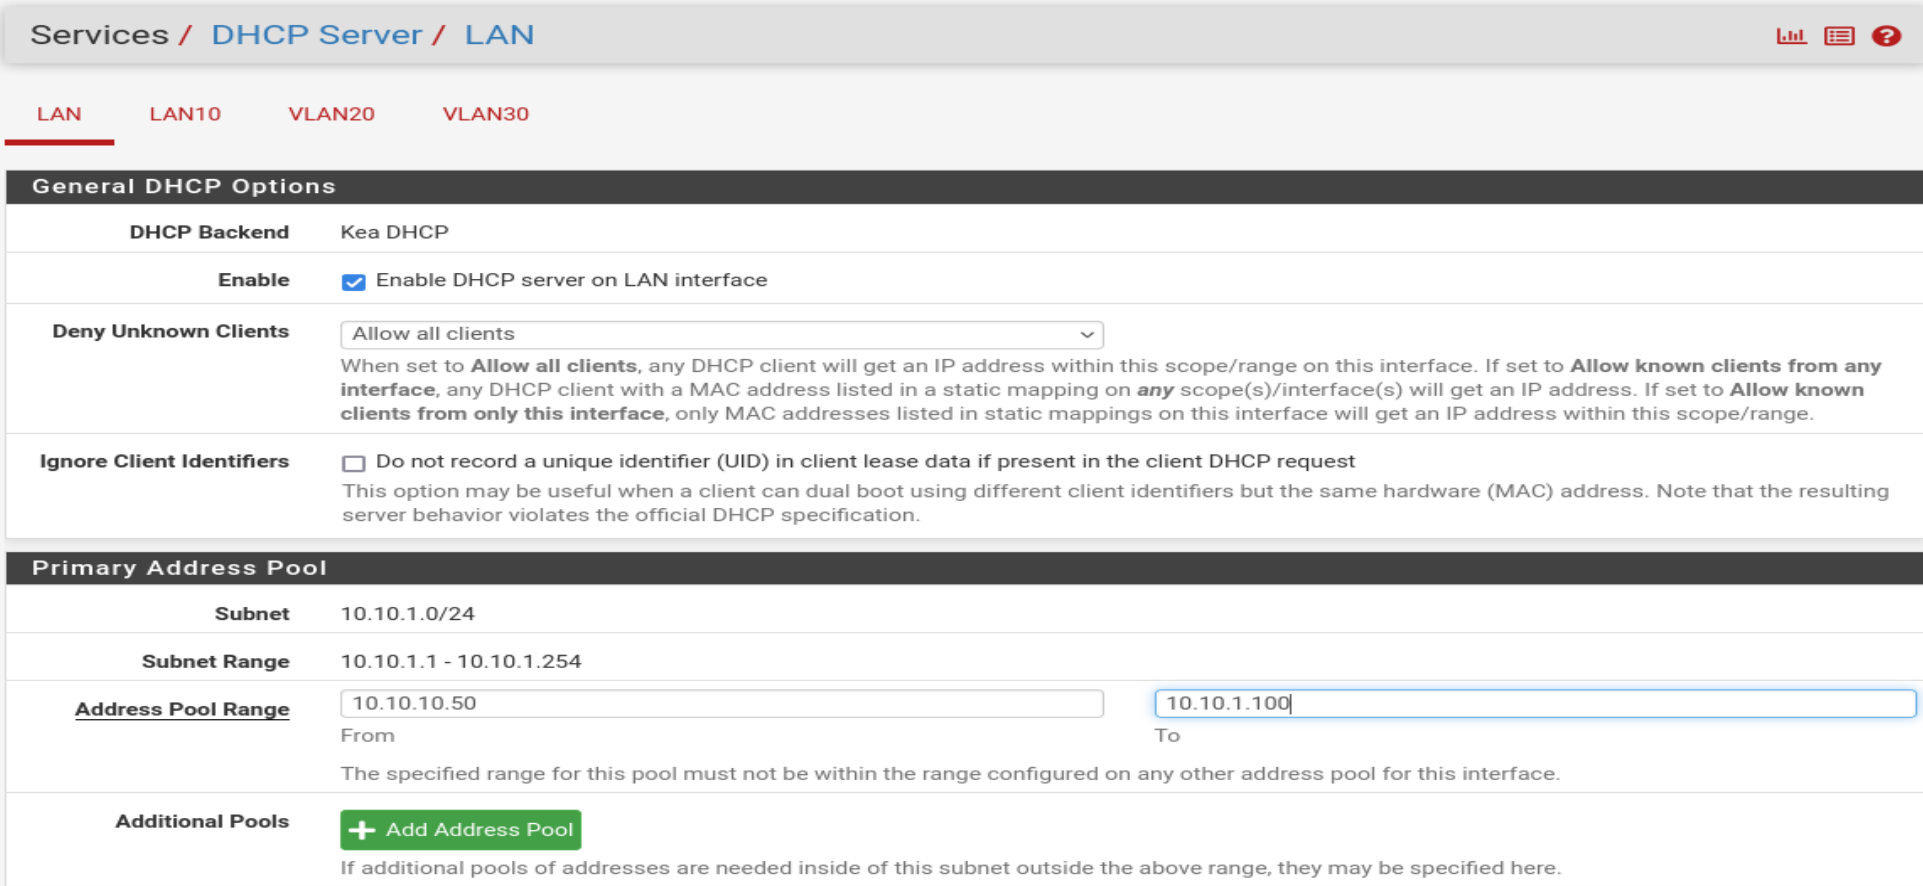 Services / DHCP Server / LAN
LAN LAN10 VLAN20 VLAN30
General DHCP Options
DHCP Backend Kea DHCP
Enable Enable DHCP server on LAN interface
Deny Unknown Clients Allow all clients
When set to Allow all clients, any DHCP client will get an IP address within this scope/range on this interface. If set to Allow known clients from any
interface, any DHCP client with a MAC address listed in a static mapping on any scope(s)/interface(s) will get an IP address. If set to Allow known
clients from only this interface, only MAC addresses listed in static mappings on this interface will get an IP address within this scope/range.
Ignore Client Identifiers Do not record a unique identifier (UID) in client lease data if present in the client DHCP request
This option may be useful when a client can dual boot using different client identifiers but the same hardware (MAC) address. Note that the resulting
server behavior violates the official DHCP specification.
Primary Address Pool
Subnet 10.10.1.0/24
Subnet Range 10.10.1.1 - 10.10.1.254
Address Pool Range 10.10.10.50 10.10.1.100
From To
The specified range for this pool must not be within the range configured on any other address pool for this interface.
Additional Pools + Add Address Pool
If additional pools of addresses are needed inside of this subnet outside the above range, they may be specified here.